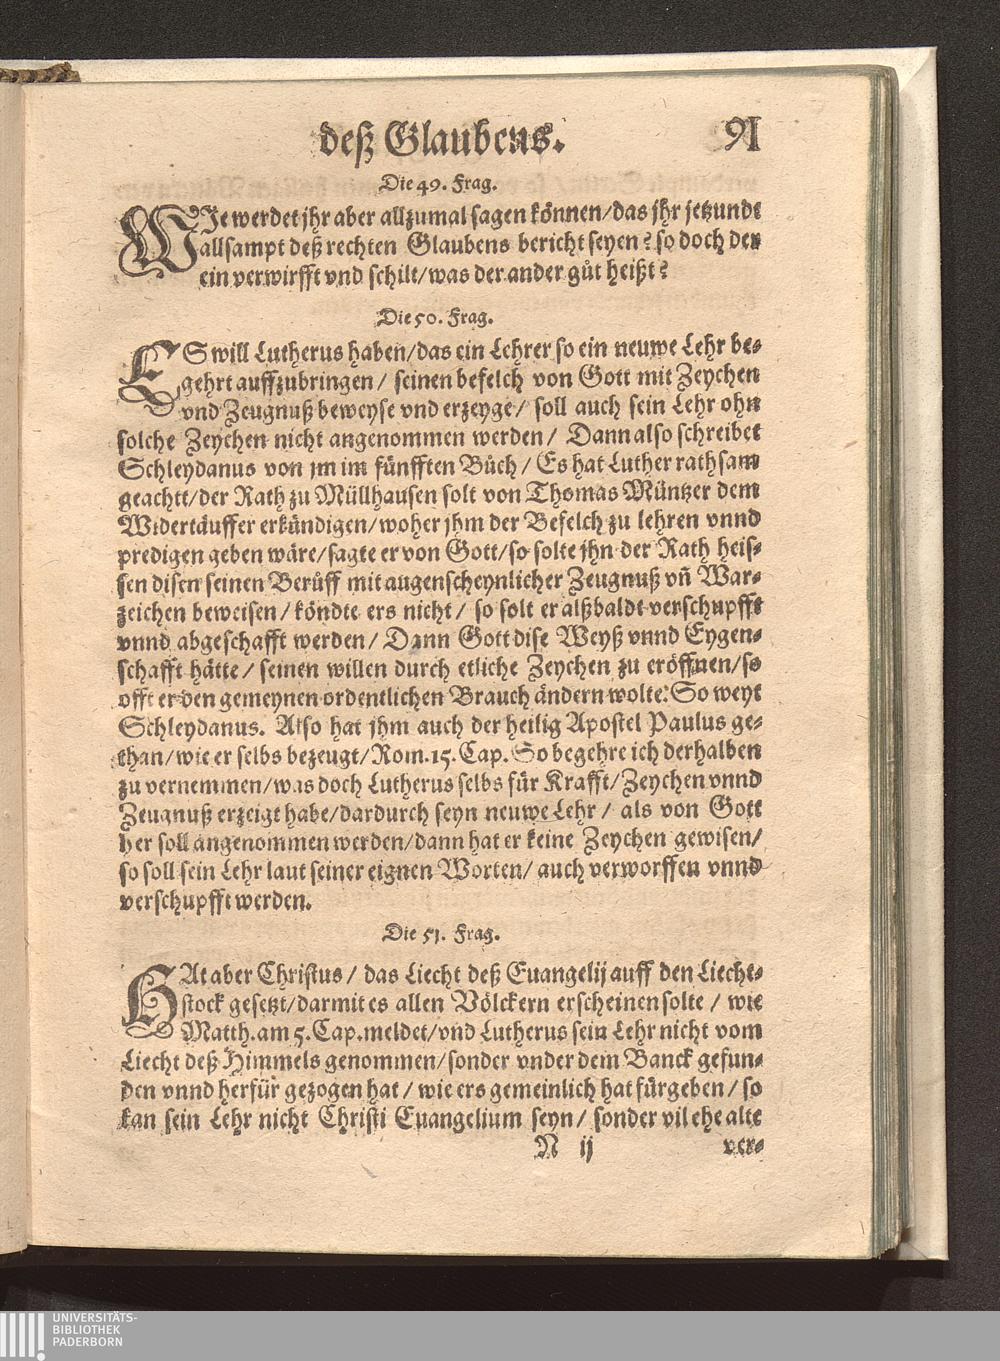 deß Glaubens. 91
Die 49. Frag.
WJe werdet jhr aber allzumal sagen können/das jhr jetzundt
allsampt deß rechten Glaubens bericht seyen? so doch der
ein verwirfft vnd schilt/was der ander gůt heißt?
Die 50. Frag.
ES will Lutherus haben/das ein Lehrer so ein neuwe Lehr be-
gehrt auffzubringen/ seinen befelch von Gott mit Zeychen
vnd Zeugnuß beweyse vnd erzeyge/ soll auch sein Lehr ohn
solche Zeychen nicht angenommen werden/ Dann also schreibet
Schleydanus von jm im fünfften Bůch/ Es hat Luther rathsam
geachtt/der Rath zu Müllhausen solt von Thomas Müntzer dem
Widertäuffer erkündigen/woher jhm der Befelch zu lehren vnnd
predigen geben wäre/sagte er von Gott/so solte jhn der Rath heis-
sen disen seinen Berůff mit augenscheynlicher Zeugnuß vñ War-
zeichen beweisen/köndte ers nicht/ so solt er alßbaldt verschupfft
vnnd abgeschafft werden/ Dann Gott dise Weyß vnnd Eygen-
schafft hätte/ seinen willen durch etliche Zeychen zu eröffnen/so
offt er den gemeynen ordentlichen Brauch ändern wolte: So weyt
Schleydanus. Also hat jhm auch der heilig Apostel Paulus ge-
than/wie er selbs bezeugt/Rom. 15. Cap. So begehre ich derhalben
zu vernemmen/was doch Lutherus selbs für Krafft/Zeychen vnnd
Zeugnuß erzeigt habe/dardurch seyn neuwe Lehr/ als von Gott
her soll angenommen werden/dann hat er keine Zeychen gewisen/
so soll sein Lehr laut seiner eignen Worten/ auch verworffen vnnd
verschupfft werden.
Die 51. Frag.
HAt aber Christus/ das Liecht deß Euangelij auff den Liecht-
stock gesetzt/darmit es allen Völckern erscheinen solte/ wie
Matth. am 5. Cap. meldet/vnd Lutherus sein Lehr nicht vom
Liecht deß Himmels genommen/sonder vnder dem Banck gefun-
den vnnd herfür gezogen hat/ wie ers gemeinlich hat fürgeben/ so
kan sein Lehr nicht Christi Euangelium seyn/ sonder vil ehe alte
N ij ver-
UNIVERSITÄTS-
BIBLIOTHEK
PADERBORN